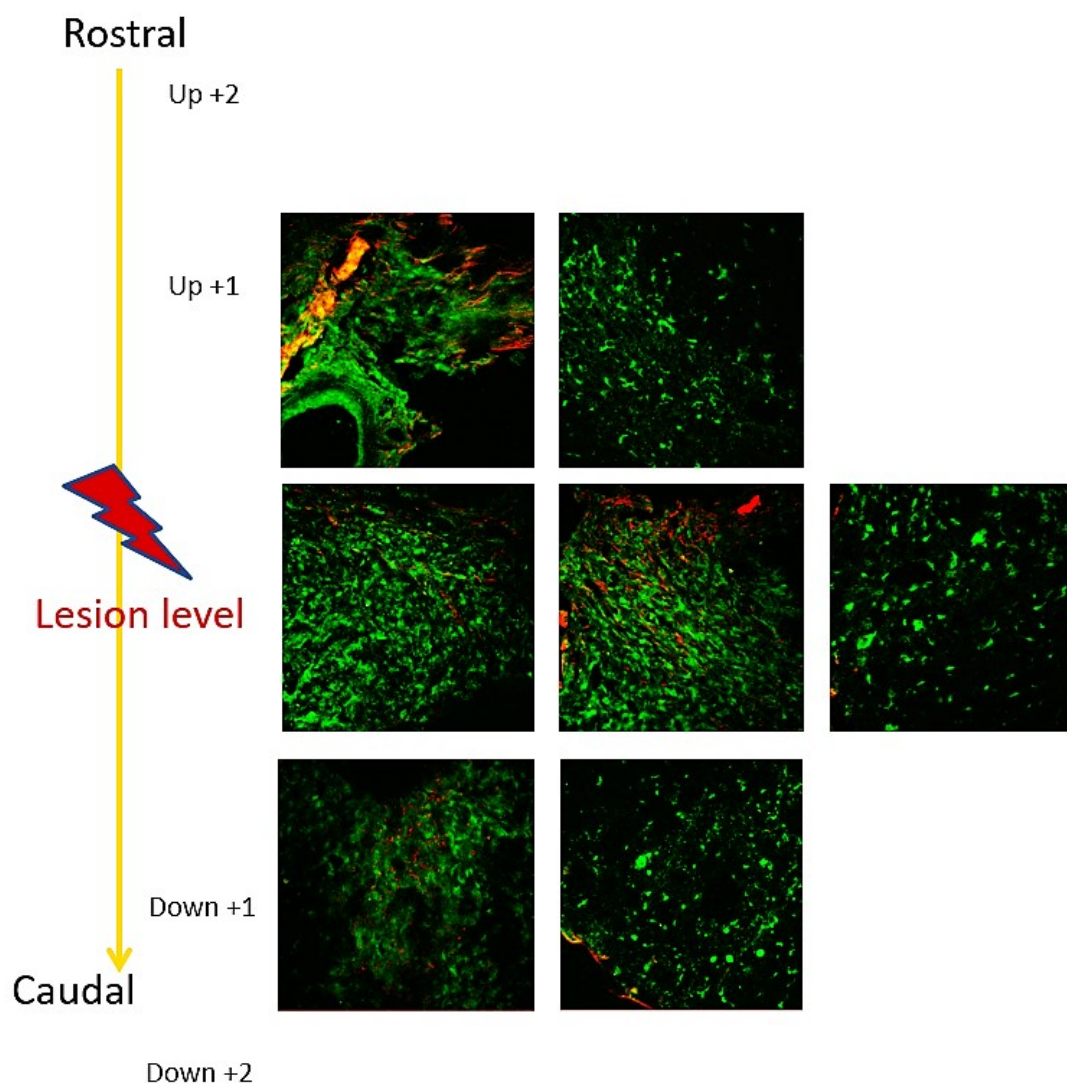 Rostral
Up +2
Up +1
Lesion level
Down +1
Caudal
Down +2